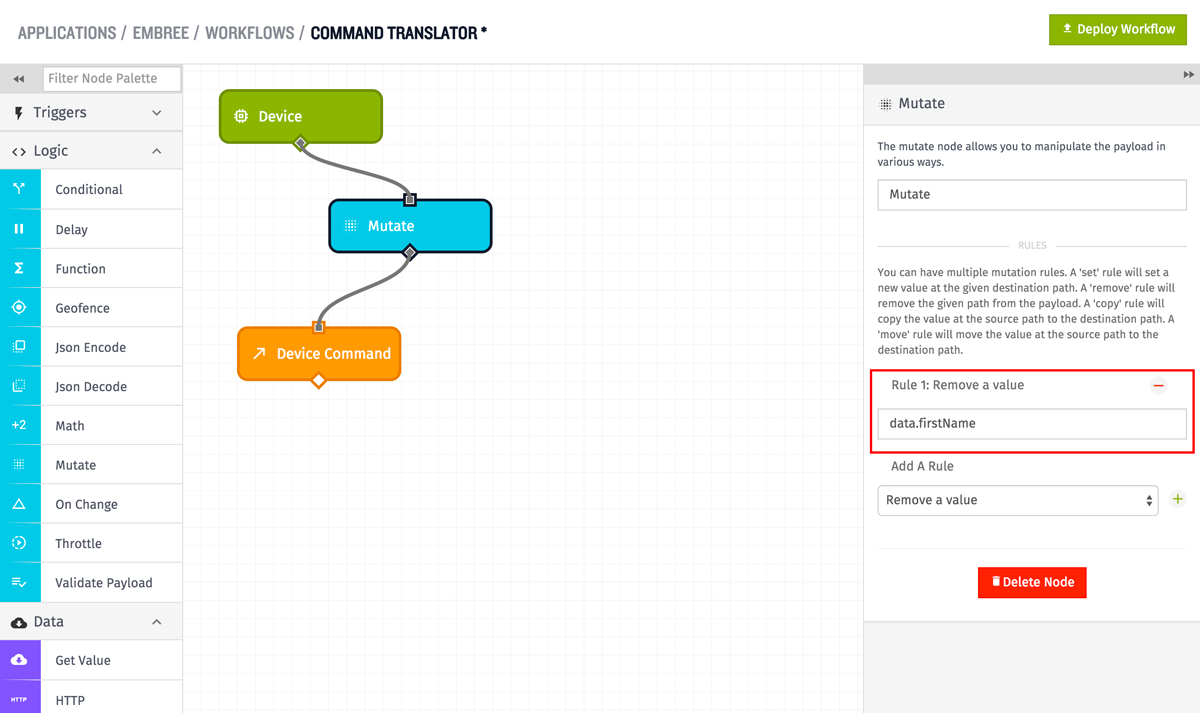 APPLICATIONS / EMBREE / WORKFLOWS / COMMAND TRANSLATOR *
Deploy Workflow
Filter Node Palette
Triggers
Logic
Conditional
Delay
Function
Geofence
Json Encode
Json Decode
+2 Math
Mutate
On Change
Throttle
Validate Payload
Data
Get Value
HTTP HTTP
Device
Mutate
Device Command
Mutate
The mutate node allows you to manipulate the payload in
various ways.
Mutate
RULES
You can have multiple mutation rules. A 'set' rule will set a
new value at the given destination path. A 'remove' rule will
remove the given path from the payload. A 'copy' rule will
copy the value at the source path to the destination path. A
'move' rule will move the value at the source path to the
destination path.
Rule 1: Remove a value
data.firstName
Add A Rule
Remove a value
Delete Node